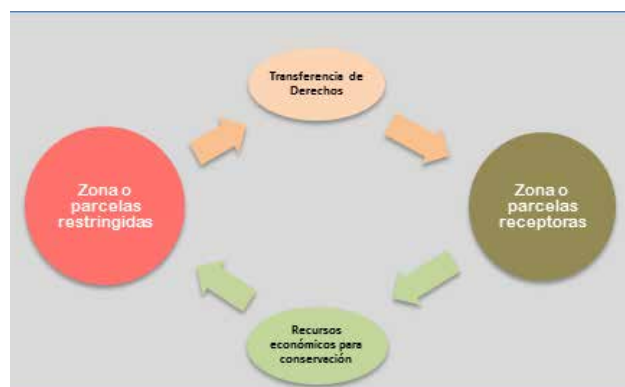 Transferencia de
Derechos
Zona o
parcelas
restringidas
Zona o
parcelas
receptoras
Recursos
económicos para
conservación